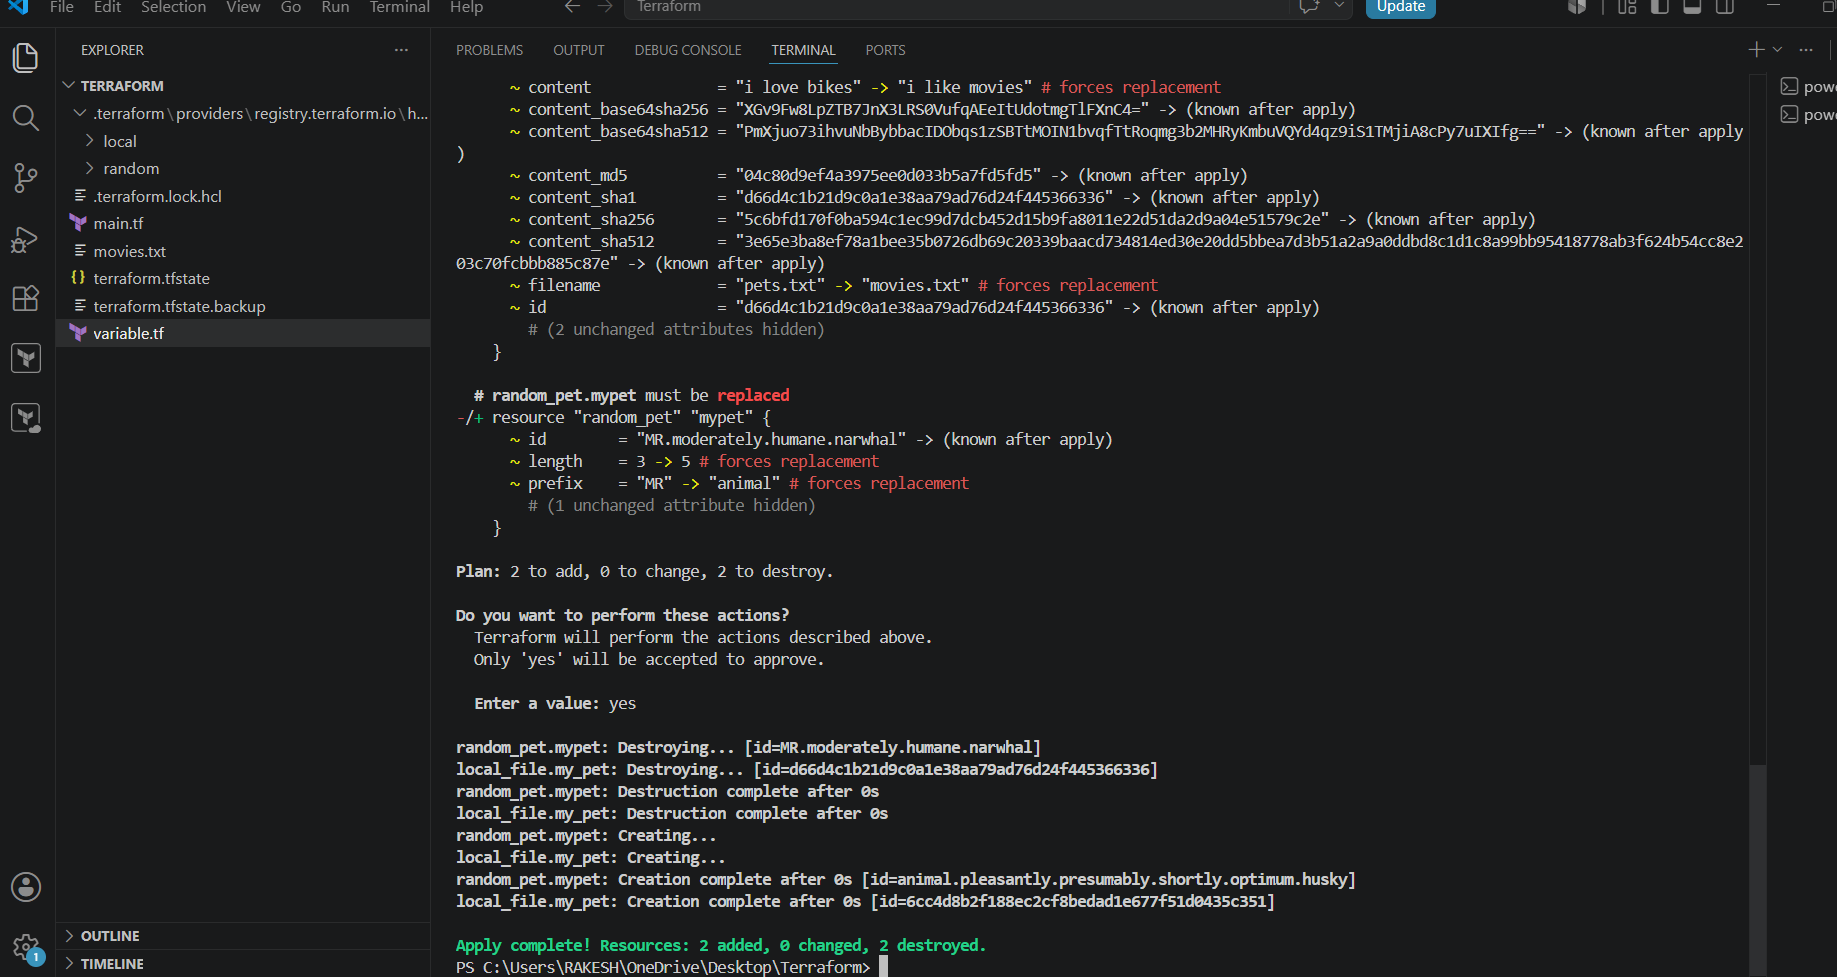 File Edit Selection View Go Run Terminal Help
Terraform
Update
EXPLORER
TERRAFORM
.terraform\providers\registry.terraform.io\h...
local
random
.terraform.lock.hcl
main.tf
movies.txt
terraform.tfstate
terraform.tfstate.backup
variable.tf
OUTLINE
TIMELINE
1
PROBLEMS OUTPUT DEBUG CONSOLE TERMINAL PORTS
~ content = "i love bikes" -> "i like movies" # forces replacement
~ content_base64sha256 = "XGv9Fw8LpZTB7JnX3LRS0VufqAEeItUdotmgTlFXnC4=" -> (known after apply)
~ content_base64sha512 = "PmXjuo73ihvuNbBybbacIDObqs1zSBTtMOIN1bvqfTtRoqmg3b2MHRyKmbuVQYd4qz9iS1TMjiA8cPy7uIXIfg==" -> (known after apply
)
~ content_md5 = "04c80d9ef4a3975ee0d033b5a7fd5fd5" -> (known after apply)
~ content_sha1 = "d66d4c1b21d9c0a1e38aa79ad76d24f445366336" -> (known after apply)
~ content_sha256 = "5c6bfd170f0ba594c1ec99d7dcb452d15b9fa8011e22d51da2d9a04e51579c2e" -> (known after apply)
~ content_sha512 = "3e65e3ba8ef78a1bee35b0726db69c20339baacd734814ed30e20dd5bbea7d3b51a2a9a0ddbd8c1d1c8a99bb95418778ab3f624b54cc8e2
03c70fcbbb885c87e" -> (known after apply)
~ filename = "pets.txt" -> "movies.txt" # forces replacement
~ id = "d66d4c1b21d9c0a1e38aa79ad76d24f445366336" -> (known after apply)
# (2 unchanged attributes hidden)
}
# random_pet.mypet must be replaced
-/+ resource "random_pet" "mypet" {
~ id = "MR.moderately.humane.narwhal" -> (known after apply)
~ length = 3 -> 5 # forces replacement
~ prefix = "MR" -> "animal" # forces replacement
# (1 unchanged attribute hidden)
}
Plan: 2 to add, 0 to change, 2 to destroy.
Do you want to perform these actions?
Terraform will perform the actions described above.
Only 'yes' will be accepted to approve.
Enter a value: yes
random_pet.mypet: Destroying... [id=MR.moderately.humane.narwhal]
local_file.my_pet: Destroying... [id=d66d4c1b21d9c0a1e38aa79ad76d24f445366336]
random_pet.mypet: Destruction complete after 0s
local_file.my_pet: Destruction complete after 0s
random_pet.mypet: Creating...
local_file.my_pet: Creating...
random_pet.mypet: Creation complete after 0s [id=animal.pleasantly.presumably.shortly.optimum.husky]
local_file.my_pet: Creation complete after 0s [id=6cc4d8b2f188ec2cf8bedad1e677f51d0435c351]
Apply complete! Resources: 2 added, 0 changed, 2 destroyed.
PS C:\Users\RAKESH\OneDrive\Desktop\Terraform>